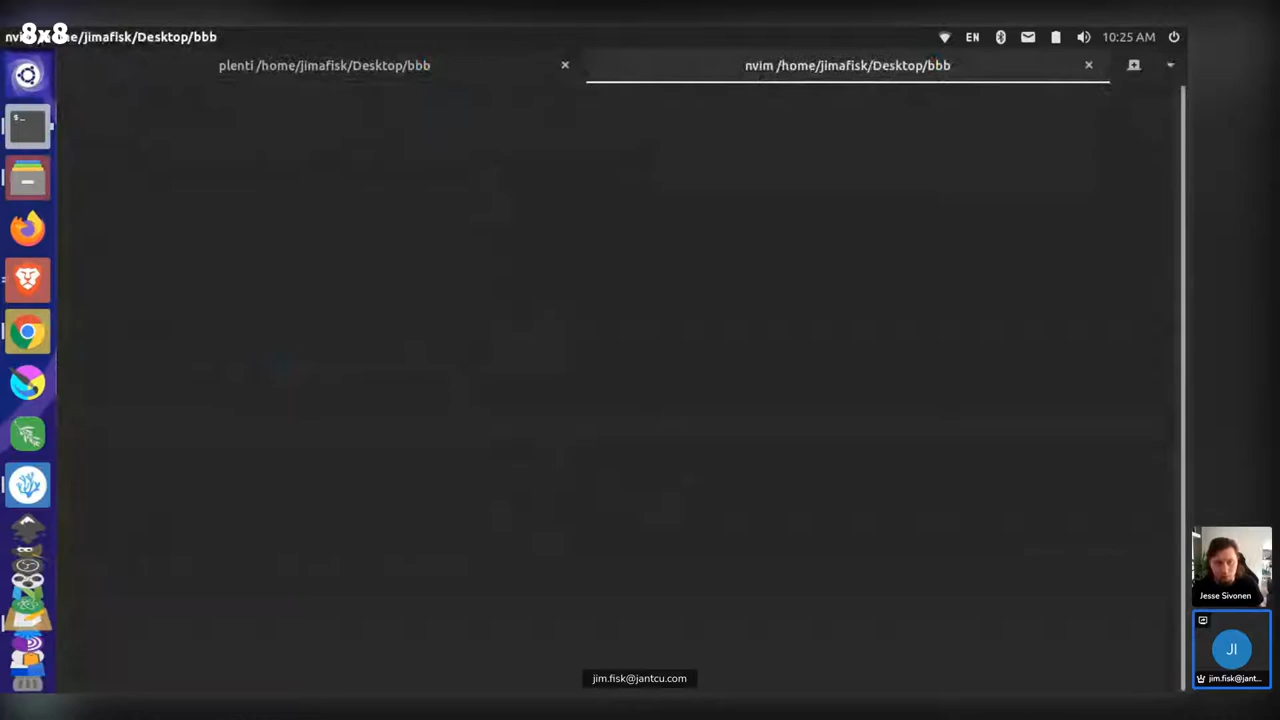 8x8
/home/jimafisk/Desktop/bbb
EN
10:25 AM
plenti /home/jimafisk/Desktop/bbb
×
nvim /home/jimafisk/Desktop/bbb
×
$_
Jesse Sivonen
JI
jim.fisk@jant...
jim.fisk@jantcu.com